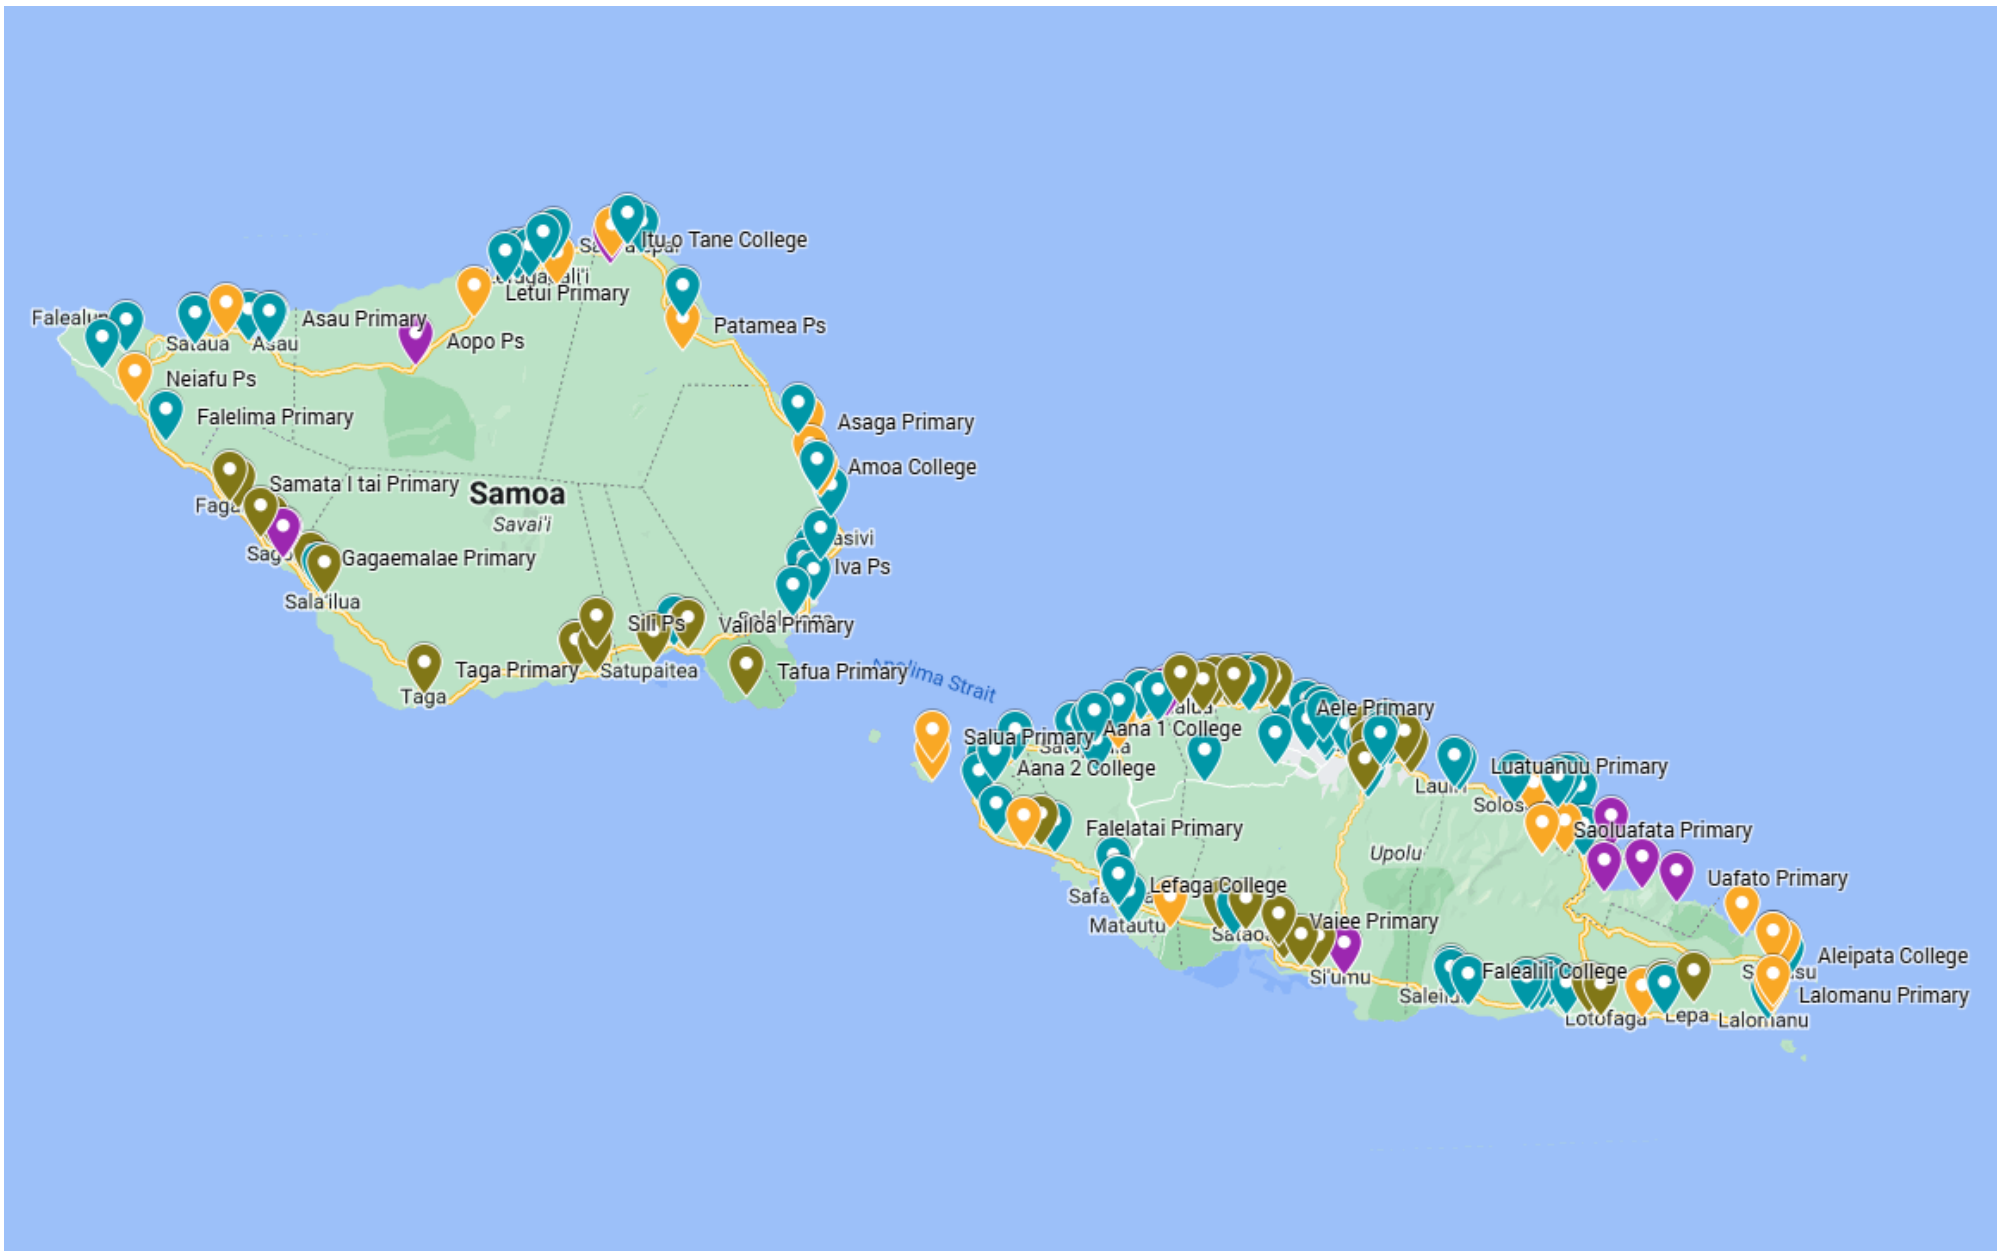 Itu o Tane College
Letui Primary
Asau Primary
Patamea Ps
Aopo Ps
Sataua
Asau
Neiafu Ps
Falelima Primary
Asaga Primary
Amoa College
Samata I tai Primary
Samoa
Savai'i
Iva Ps
Gagaemalae Primary
Sala'ilua
Sili Ps
Vailoa Primary
Taga Primary
Satupaitea
Tafua Primary
Taga
Apolima Strait
Aele Primary
Aana 1 College
Salua Primary
Aana 2 College
Luatuanuu Primary
Falelatai Primary
Saoluafata Primary
Upolu
Uafato Primary
Lefaga College
Matautu
Vaiee Primary
Aleipata College
Si'umu
Falealili College
Lalomanu Primary
Lotofaga
Lepa
Lalomanu